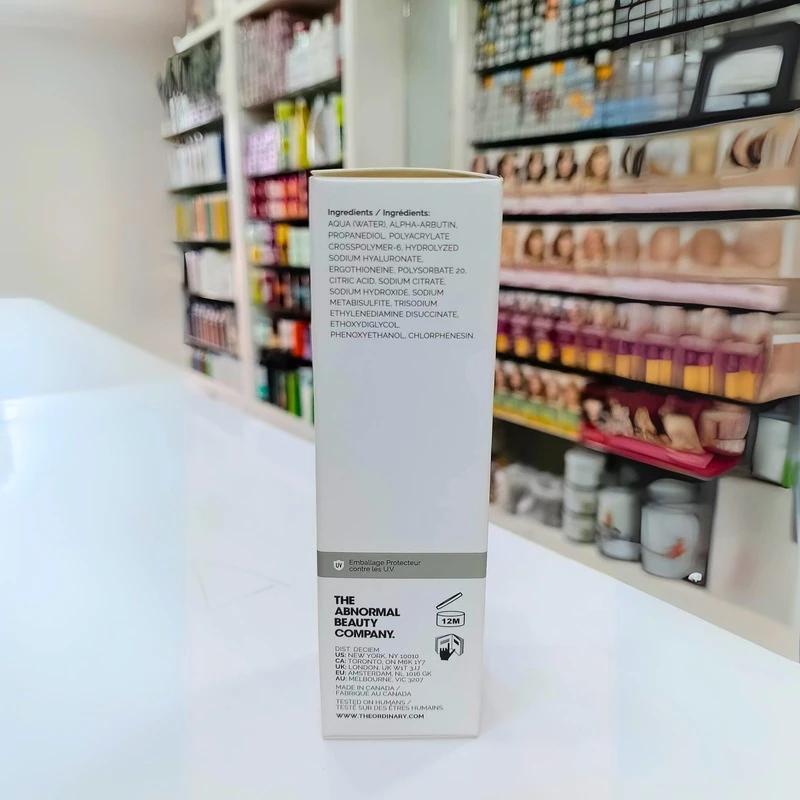 Ingredients / Ingrédients:
AQUA (WATER), ALPHA-ARBUTIN,
PROPANEDIOL, POLYACRYLATE
CROSSPOLYMER-6, HYDROLYZED
SODIUM HYALURONATE,
ERGOTHIONEINE, POLYSORBATE 20,
CITRIC ACID, SODIUM CITRATE,
SODIUM HYDROXIDE, SODIUM
METABISULFITE, TRISODIUM
ETHYLENEDIAMINE DISUCCINATE,
ETHOXYDIGLYCOL,
PHENOXYETHANOL, CHLORPHENESIN.
UV
Emballage Protecteur
contre les U.V.
THE
ABNORMAL
BEAUTY
COMPANY.
12M
DIST. DECIEM
US: NEW YORK, NY 10010
CA: TORONTO, ON M6K 1Y7
UK: LONDON, UK W1T 3JJ
EU: AMSTERDAM, NL 1016 GK
AU: MELBOURNE, VIC 3207
MADE IN CANADA /
FABRIQUÉ AU CANADA
TESTED ON HUMANS /
TESTÉ SUR DES ÊTRES HUMAINS.
WWW.THEORDINARY.COM